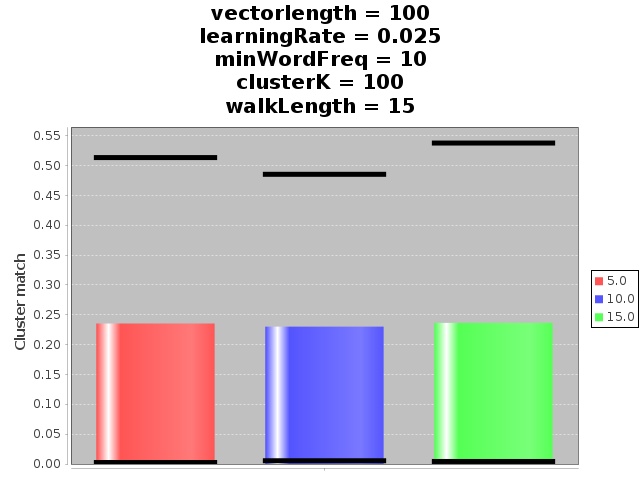 vectorlength = 100
learningRate = 0.025
minWordFreq = 10
clusterK = 100
walkLength = 15
0.55
0.50
0.45
0.40
0.35
0.30
0.25
0.20
0.15
0.10
0.05
0.00
Cluster match
5.0
10.0
15.0